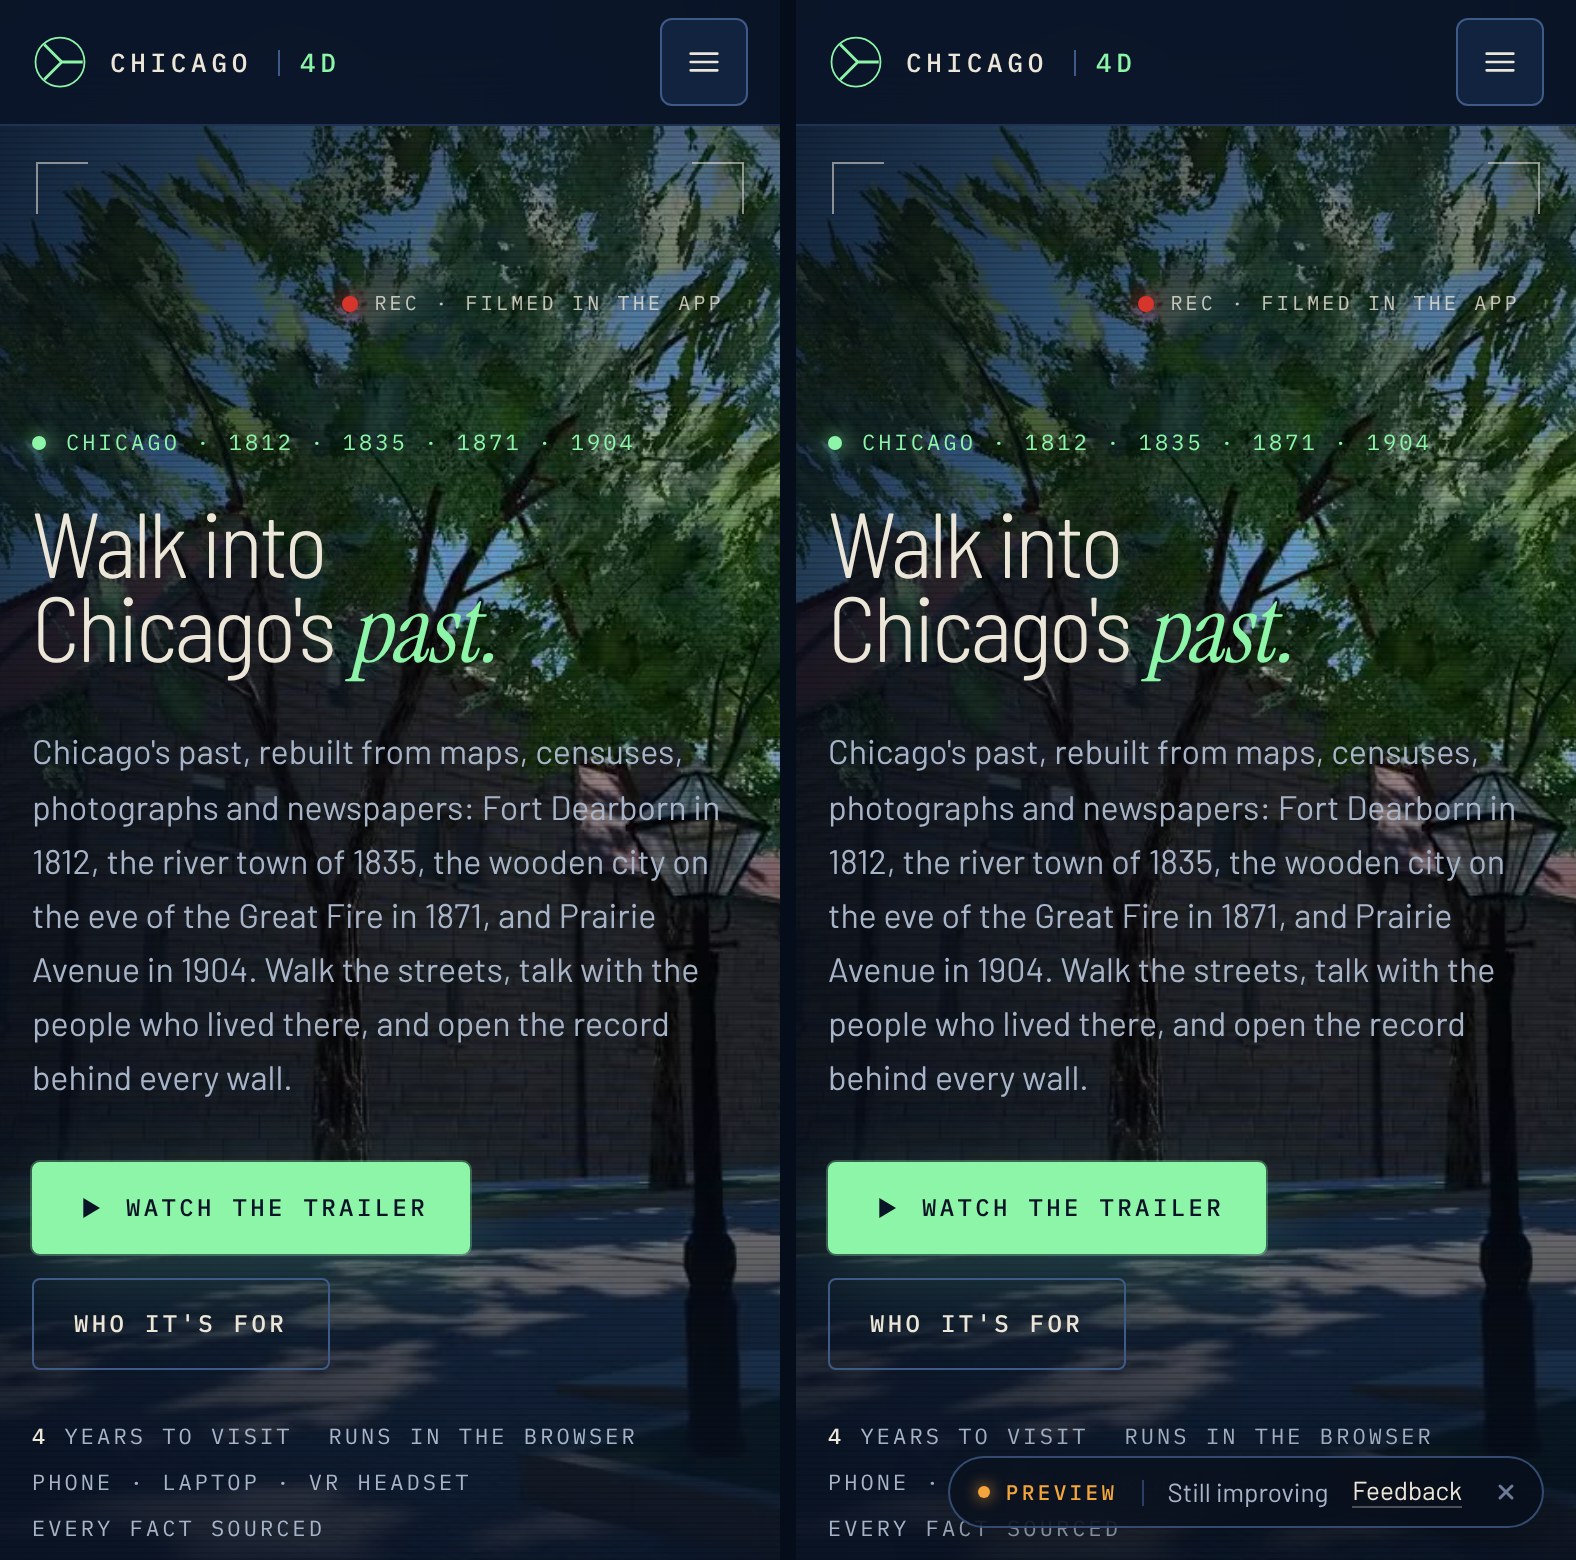 CHICAGO | 4D
REC · FILMED IN THE APP
CHICAGO · 1812 · 1835 · 1871 · 1904
Walk into
Chicago's past.
Chicago's past, rebuilt from maps, censuses,
photographs and newspapers: Fort Dearborn in
1812, the river town of 1835, the wooden city on
the eve of the Great Fire in 1871, and Prairie
Avenue in 1904. Walk the streets, talk with the
people who lived there, and open the record
behind every wall.
WATCH THE TRAILER
WHO IT'S FOR
4 YEARS TO VISIT RUNS IN THE BROWSER
PHONE · LAPTOP · VR HEADSET
EVERY FACT SOURCED
CHICAGO | 4D
REC · FILMED IN THE APP
CHICAGO · 1812 · 1835 · 1871 · 1904
Walk into
Chicago's past.
Chicago's past, rebuilt from maps, censuses,
photographs and newspapers: Fort Dearborn in
1812, the river town of 1835, the wooden city on
the eve of the Great Fire in 1871, and Prairie
Avenue in 1904. Walk the streets, talk with the
people who lived there, and open the record
behind every wall.
WATCH THE TRAILER
WHO IT'S FOR
4 YEARS TO VISIT RUNS IN THE BROWSER
PHONE ·
PREVIEW | Still improving Feedback ×
EVERY FACT SOURCED